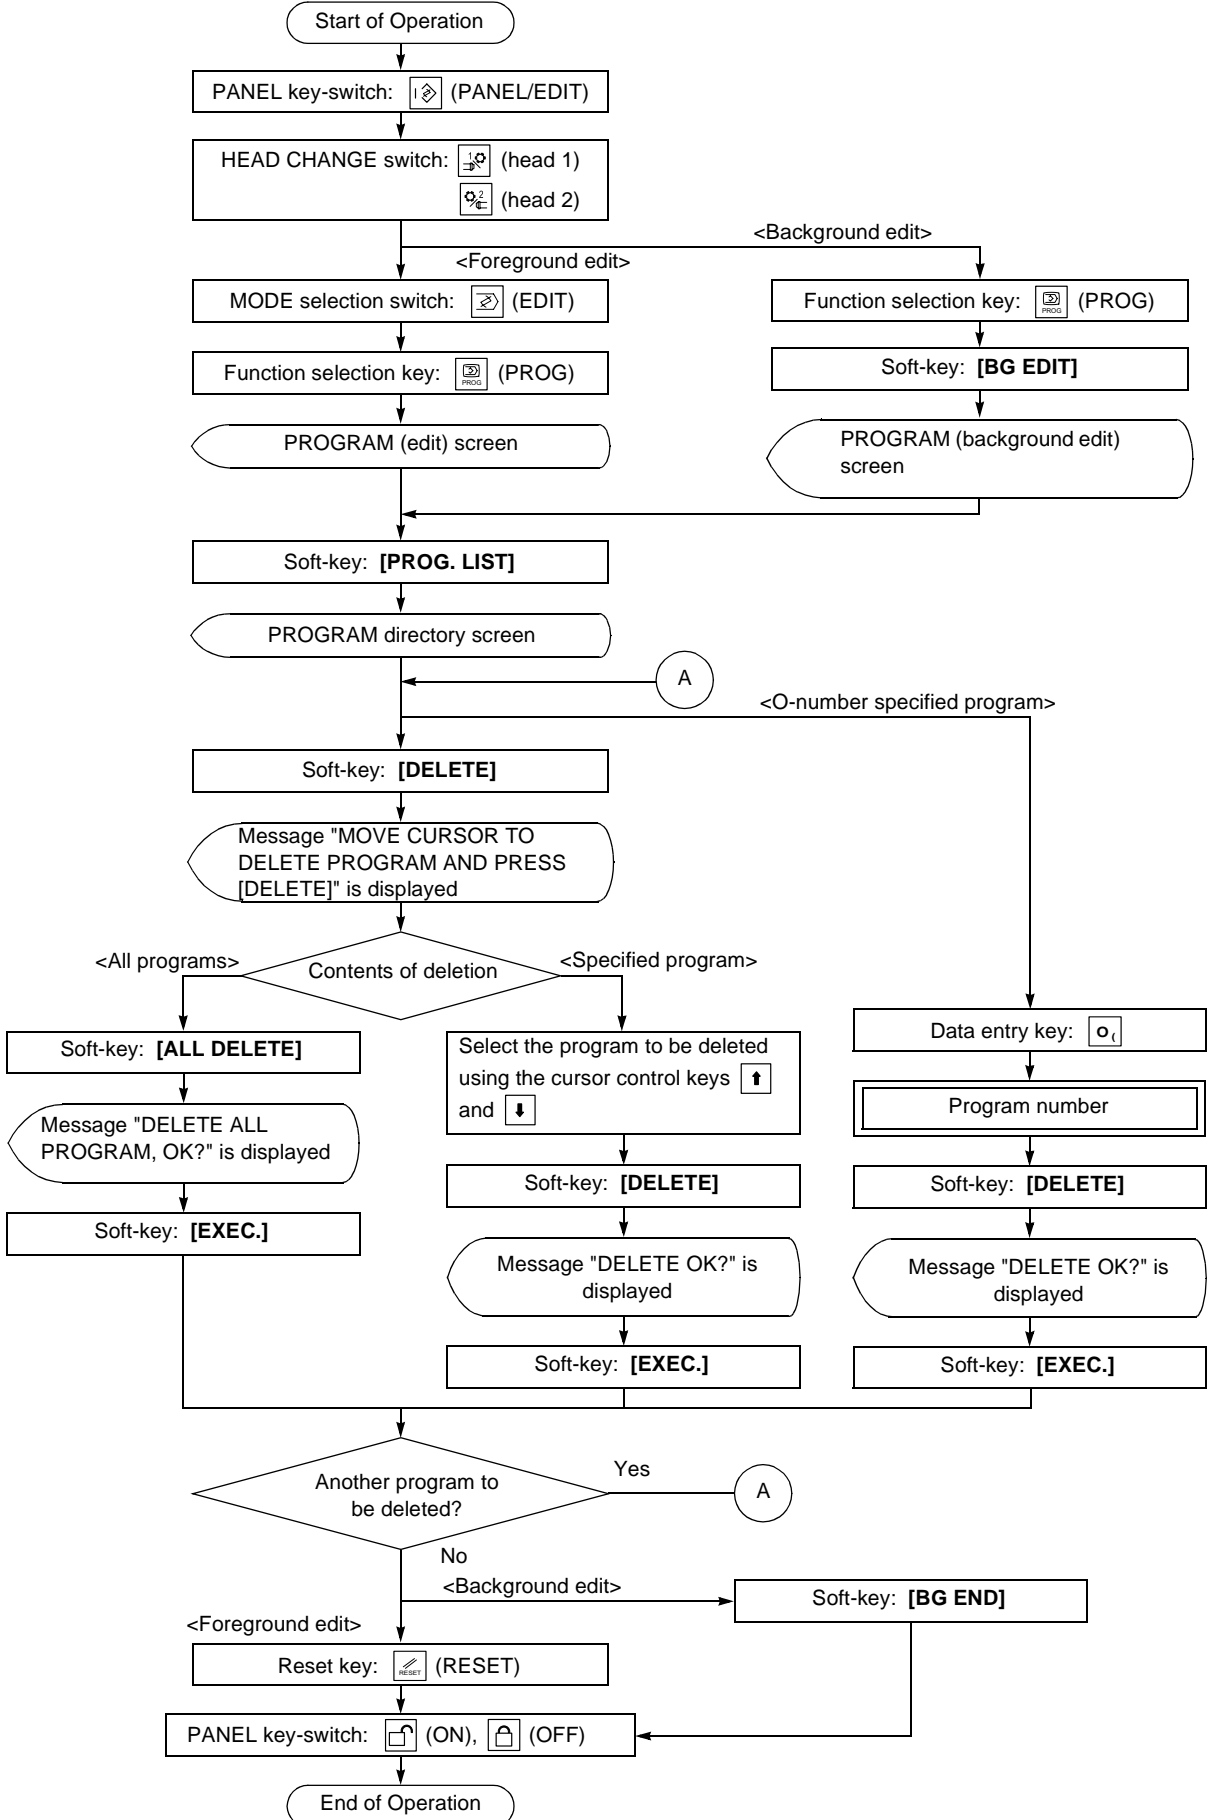 Start of Operation
PANEL key-switch: (PANEL/EDIT)
HEAD CHANGE switch: 1 (head 1)
2 (head 2)
<Background edit>
<Foreground edit>
MODE selection switch: (EDIT)
Function selection key: PROG (PROG)
Function selection key: PROG (PROG)
Soft-key: [BG EDIT]
PROGRAM (edit) screen
PROGRAM (background edit)
screen
Soft-key: [PROG. LIST]
PROGRAM directory screen
A
<O-number specified program>
Soft-key: [DELETE]
Message "MOVE CURSOR TO
DELETE PROGRAM AND PRESS
[DELETE]" is displayed
<All programs>
Contents of deletion
<Specified program>
Soft-key: [ALL DELETE]
Message "DELETE ALL
PROGRAM, OK?" is displayed
Soft-key: [EXEC.]
Select the program to be deleted
using the cursor control keys
and
Soft-key: [DELETE]
Message "DELETE OK?" is
displayed
Soft-key: [EXEC.]
Data entry key: O(
Program number
Soft-key: [DELETE]
Message "DELETE OK?" is
displayed
Soft-key: [EXEC.]
Another program to
be deleted?
Yes
A
No
<Background edit>
Soft-key: [BG END]
<Foreground edit>
Reset key: RESET (RESET)
PANEL key-switch: (ON), (OFF)
End of Operation